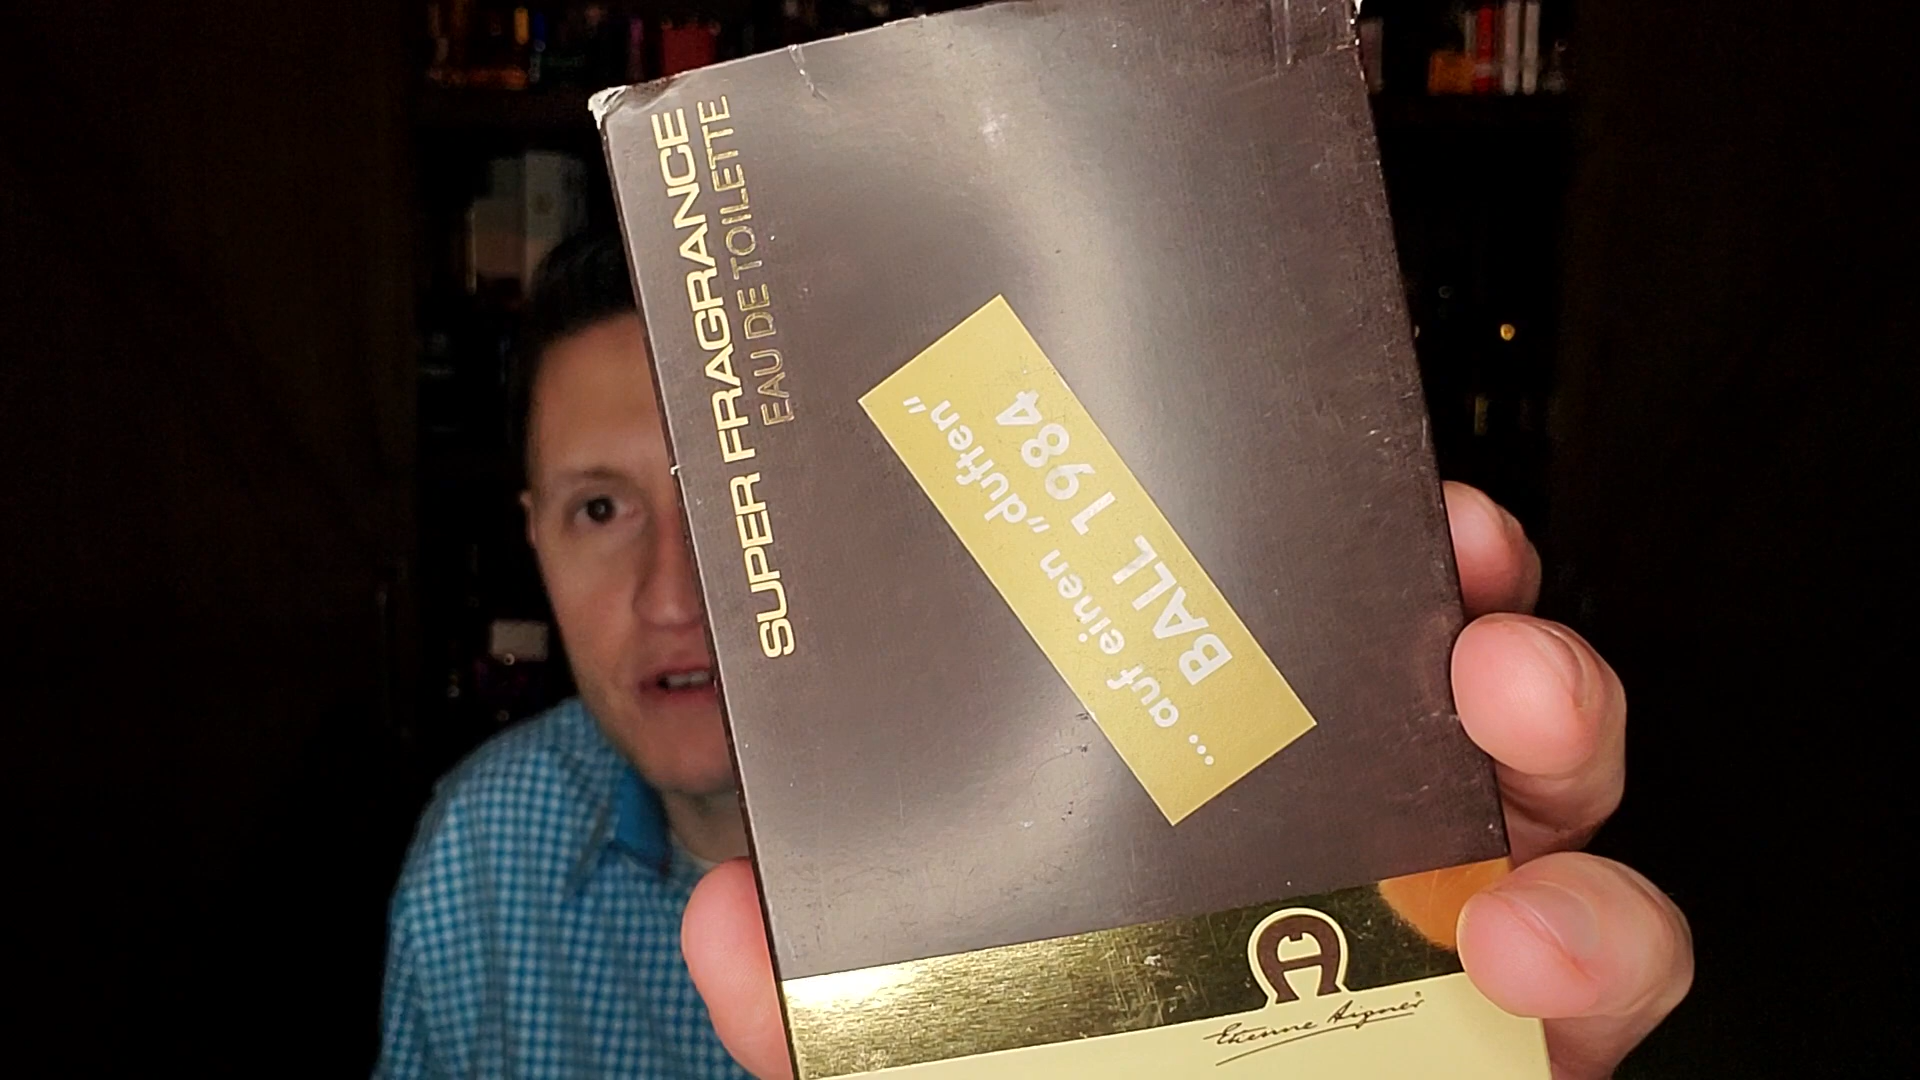 SUPER FRAGRANCE
EAU DE TOILETTE
... auf einen „duften“
BALL 1984
Etienne Aigner